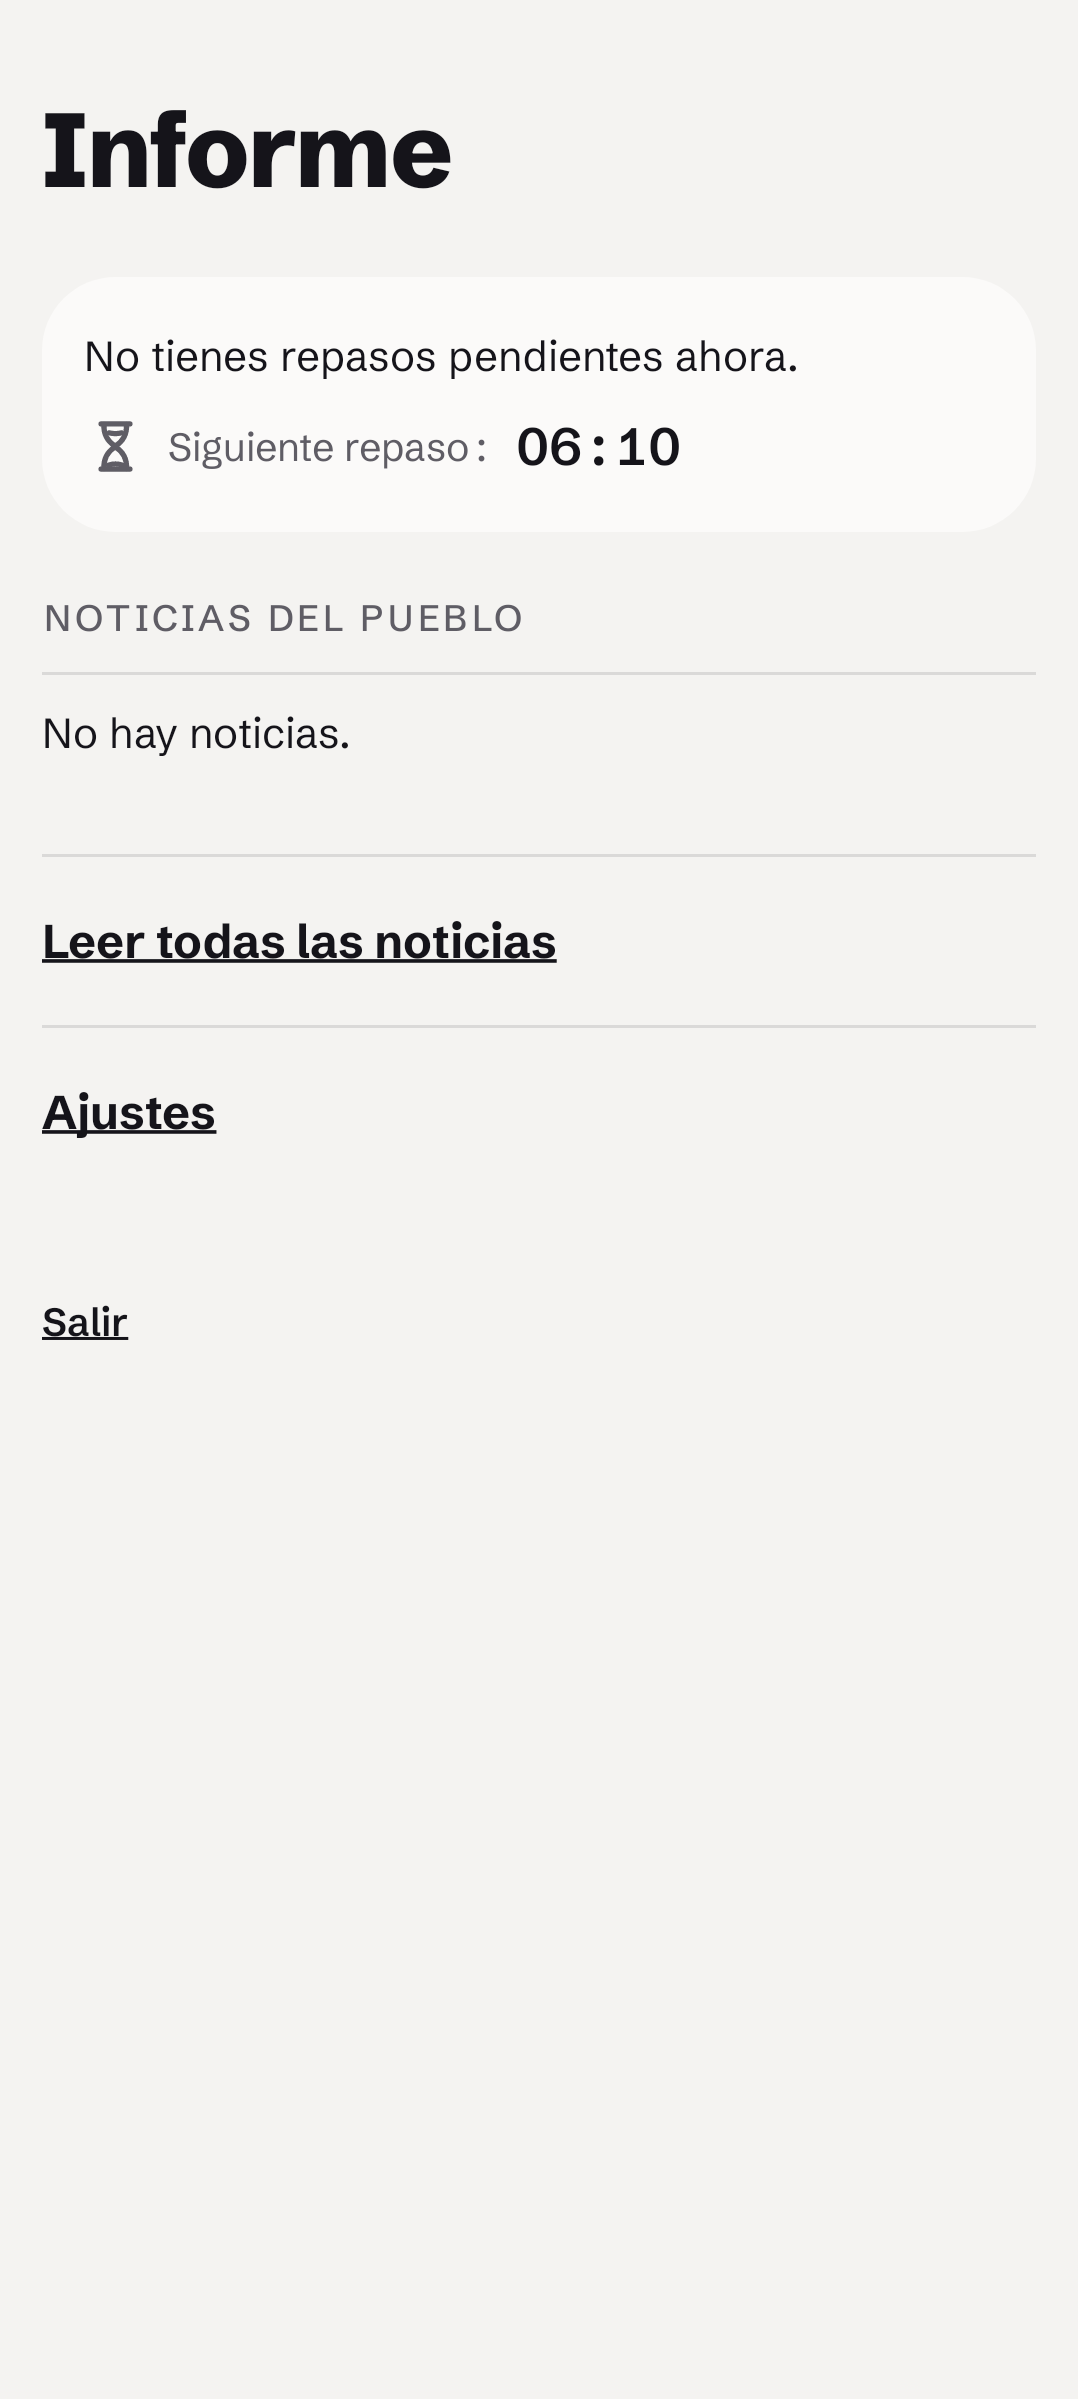 Informe
No tienes repasos pendientes ahora.
Siguiente repaso: 06:10
NOTICIAS DEL PUEBLO
No hay noticias.
Leer todas las noticias
Ajustes
Salir